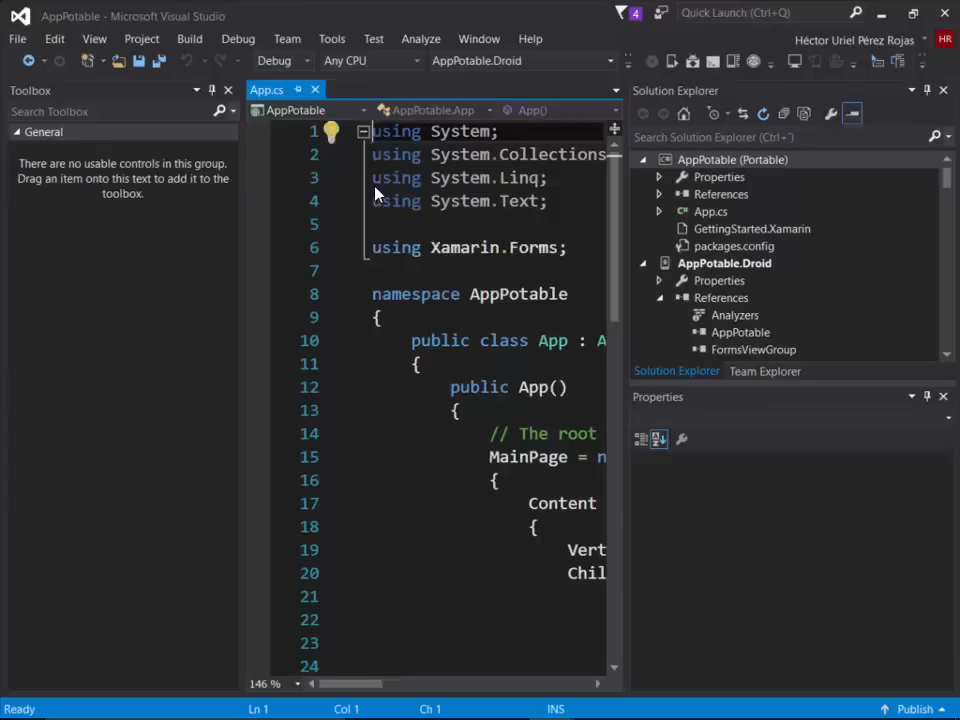 AppPotable - Microsoft Visual Studio
4
Quick Launch (Ctrl+Q)
File Edit View Project Build Debug Team Tools Test Analyze Window Help
Héctor Uriel Pérez Rojas HR
Debug Any CPU AppPotable.Droid
Toolbox
Search Toolbox
General
There are no usable controls in this group.
Drag an item onto this text to add it to the
toolbox.
App.cs
AppPotable AppPotable.App App()
1 using System;
2 using System.Collections
3 using System.Linq;
4 using System.Text;
5
6 using Xamarin.Forms;
7
8 namespace AppPotable
9 {
10 public class App : A
11 {
12 public App()
13 {
14 // The root
15 MainPage = n
16 {
17 Content
18 {
19 Vert
20 Chil
21
22
23
24
146 %
Solution Explorer
Search Solution Explorer (Ctrl+¨)
AppPotable (Portable)
Properties
References
App.cs
GettingStarted.Xamarin
packages.config
AppPotable.Droid
Properties
References
Analyzers
AppPotable
FormsViewGroup
Solution Explorer Team Explorer
Properties
Ready Ln 1 Col 1 Ch 1 INS Publish